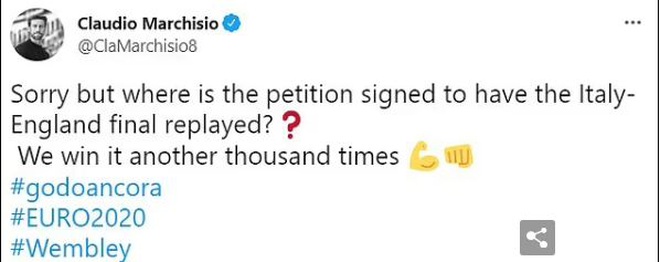 Claudio Marchisio
@ClaMarchisio8
Sorry but where is the petition signed to have the Italy-
England final replayed?❓
We win it another thousand times 💪👊
#godoancora
#EURO2020
#Wembley